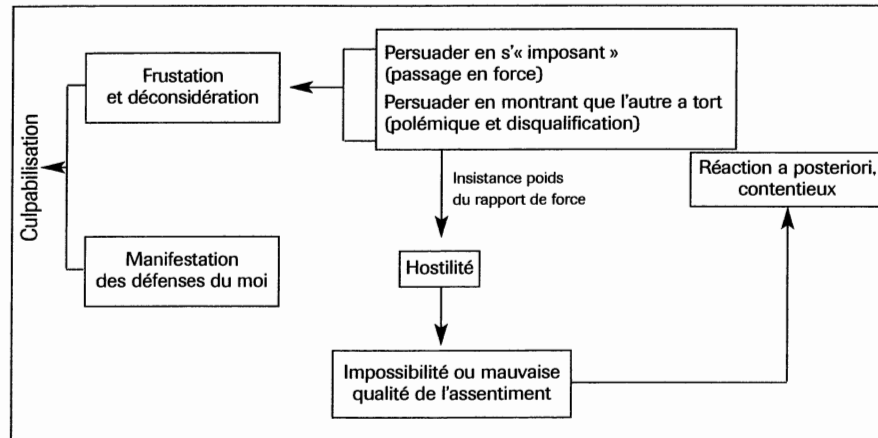 Persuader en s'« imposant »
(passage en force)
Persuader en montrant que l'autre a tort
(polémique et disqualification)
Frustation
et déconsidération
Culpabilisation
Manifestation
des défenses du moi
Insistance poids
du rapport de force
Hostilité
Impossibilité ou mauvaise
qualité de l'assentiment
Réaction a posteriori,
contentieux